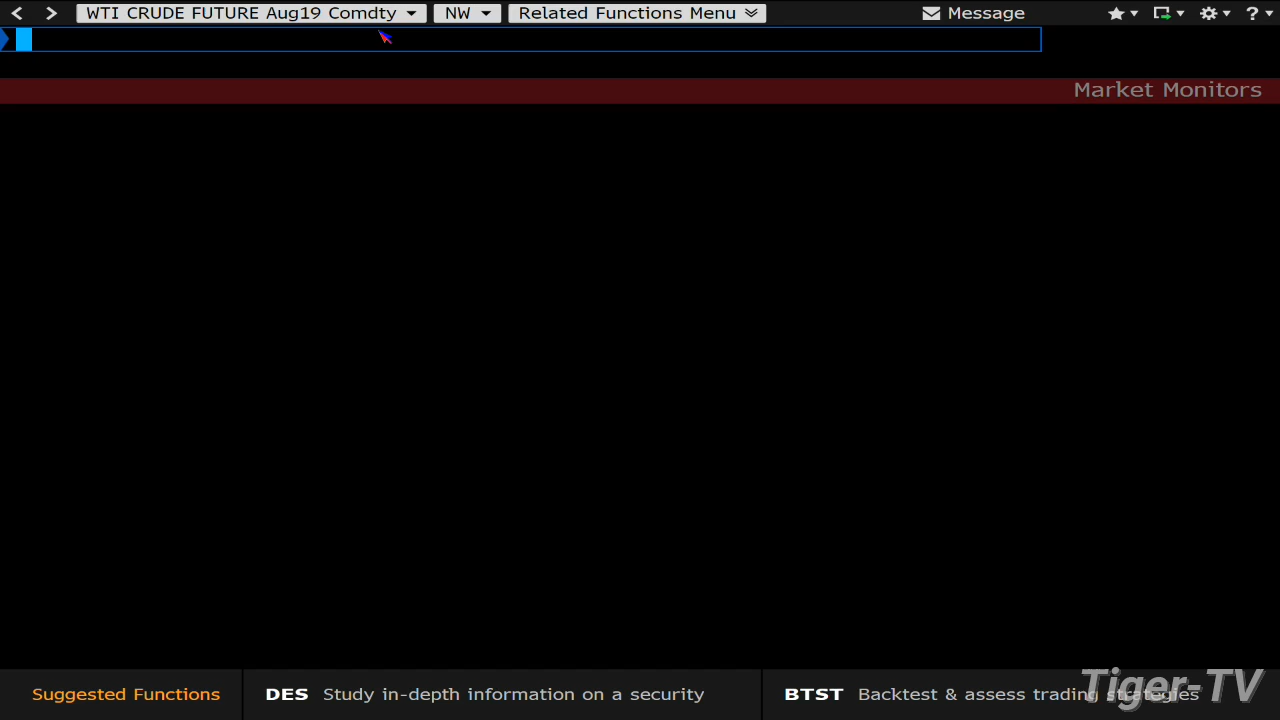 WTI CRUDE FUTURE Aug19 Comdty NW Related Functions Menu Message ?
Market Monitors
Suggested Functions DES Study in-depth information on a security BTST Backtest & assess trading strategies
Tiger-TV